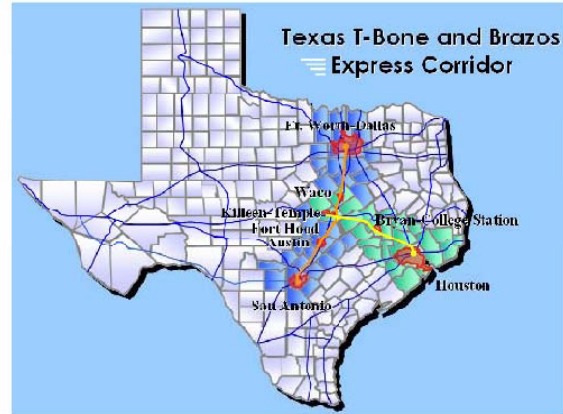 Texas T-Bone and Brazos
Express Corridor
Ft. Worth-Dallas
Waco
Killeen-Temple
Bryan-College Station
Fort Hood
Austin
San Antonio
Houston